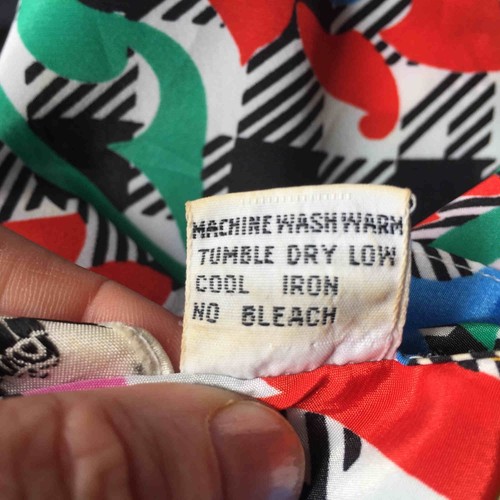 MACHINE WASH WARM
TUMBLE DRY LOW
COOL IRON
NO BLEACH